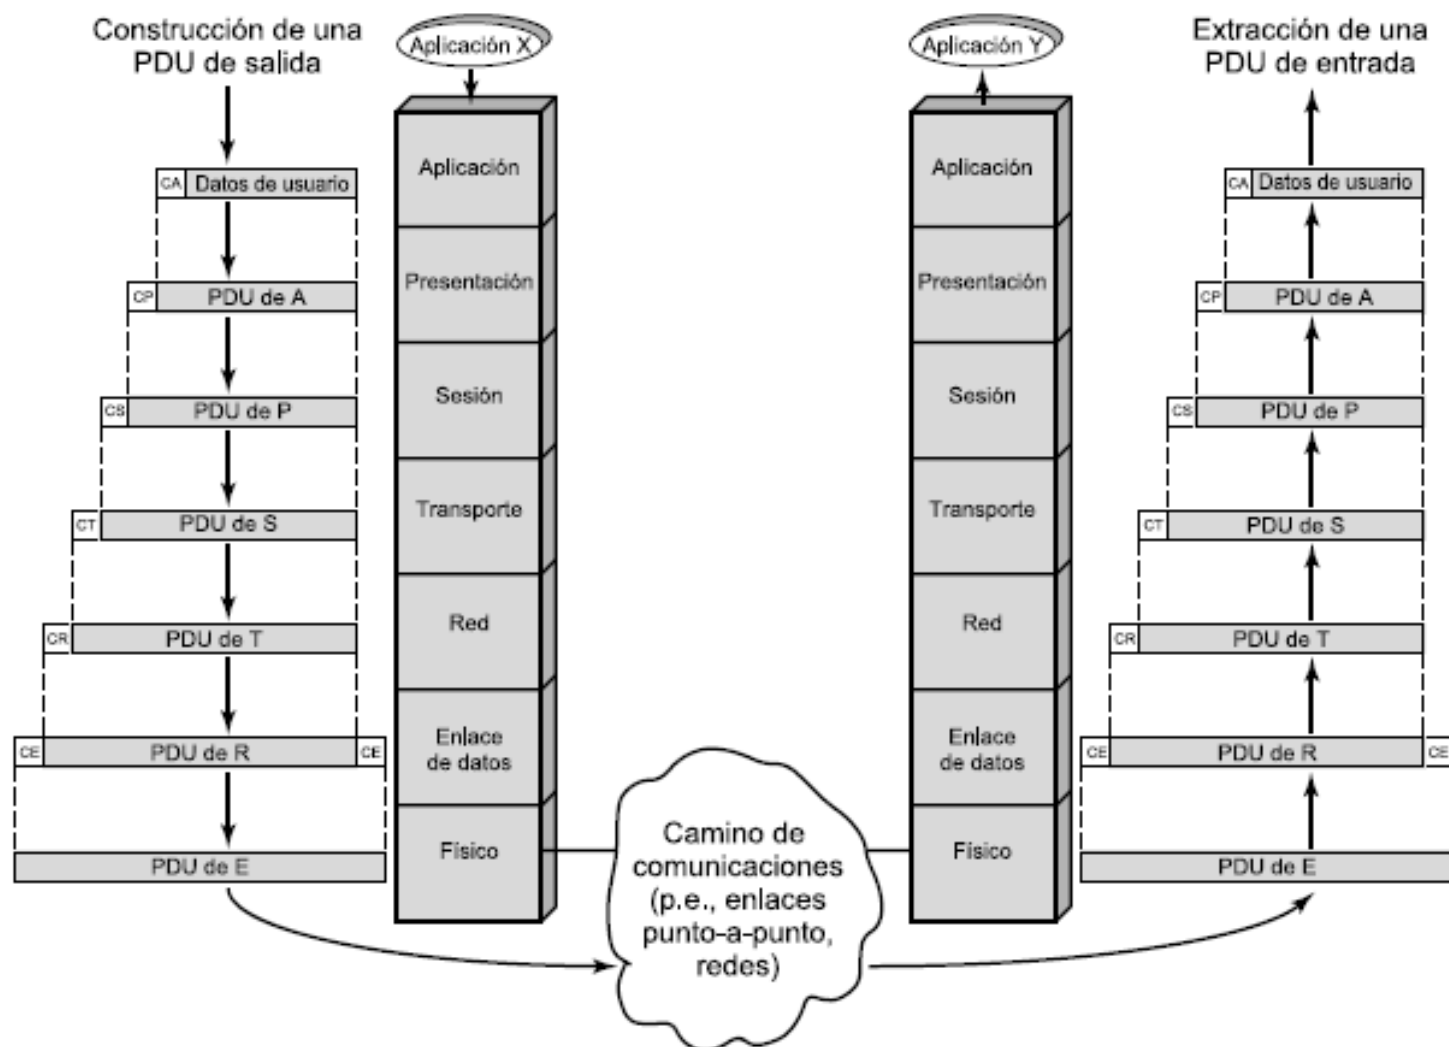 Construcción de una
PDU de salida
Aplicación X
Aplicación Y
Extracción de una
PDU de entrada
CA Datos de usuario
Aplicación
Aplicación
CA Datos de usuario
CP PDU de A
Presentación
Presentación
CP PDU de A
CS PDU de P
Sesión
Sesión
CS PDU de P
CT PDU de S
Transporte
Transporte
CT PDU de S
CR PDU de T
Red
Red
CR PDU de T
CE PDU de R CE
Enlace
de datos
Enlace
de datos
CE PDU de R CE
PDU de E
Físico
Camino de
comunicaciones
(p.e., enlaces
punto-a-punto,
redes)
Físico
PDU de E